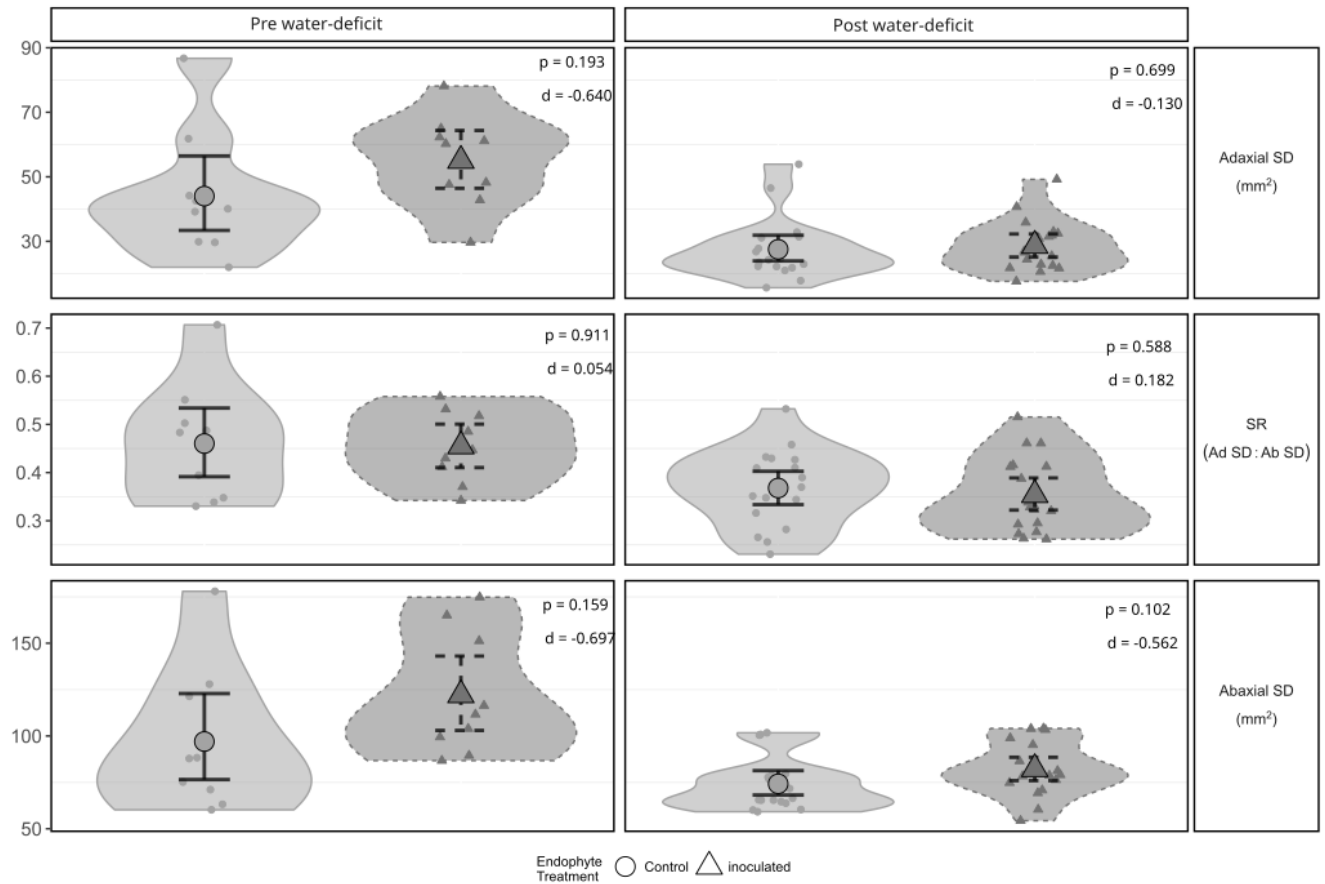 Pre water-deficit
Post water-deficit
90
70
50
30
p = 0.193
d = -0.640
p = 0.699
d = -0.130
Adaxial SD
(mm²)
0.7
0.6
0.5
0.4
0.3
p = 0.911
d = 0.054
p = 0.588
d = 0.182
SR
(Ad SD : Ab SD)
150
100
50
p = 0.159
d = -0.697
p = 0.102
d = -0.562
Abaxial SD
(mm²)
Endophyte
Treatment
Control
inoculated